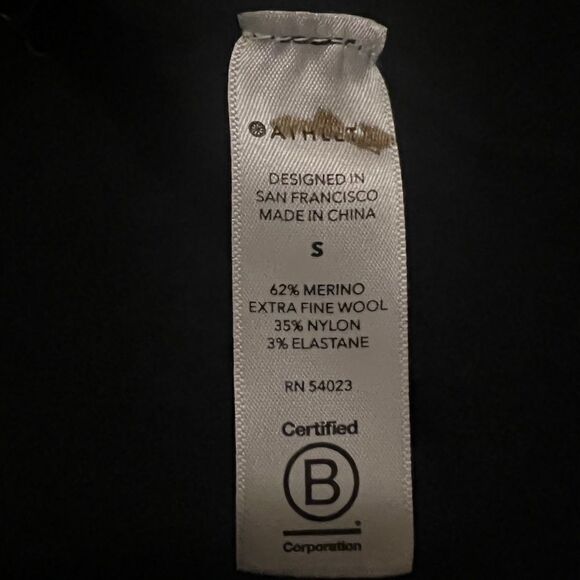 ATHLETA
DESIGNED IN
SAN FRANCISCO
MADE IN CHINA
S
62% MERINO
EXTRA FINE WOOL
35% NYLON
3% ELASTANE
RN 54023
Certified
B
Corporation